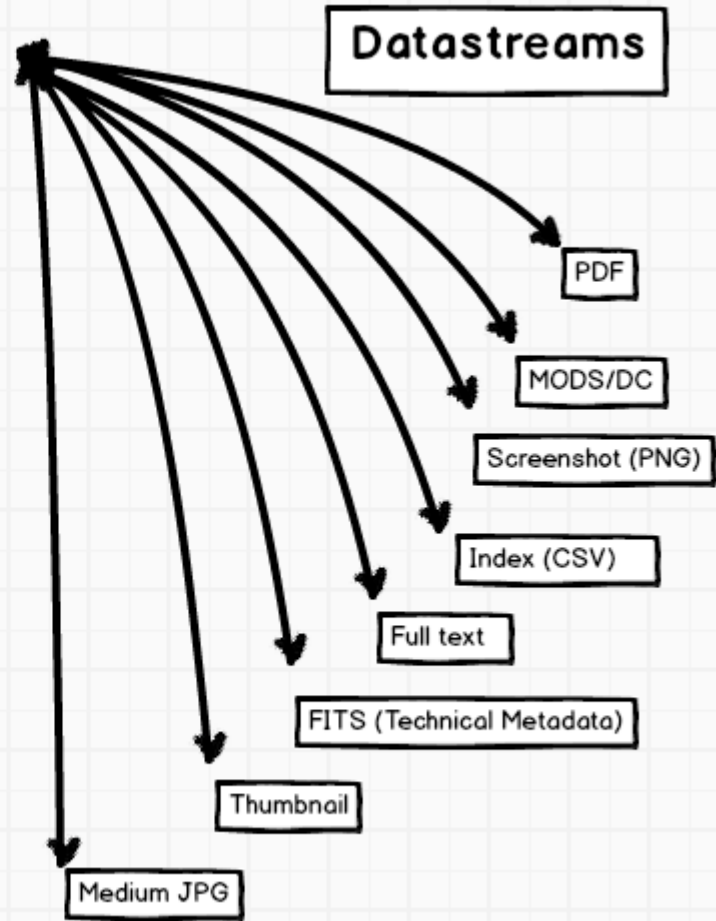 Datastreams
PDF
MODS/DC
Screenshot (PNG)
Index (CSV)
Full text
FITS (Technical Metadata)
Thumbnail
Medium JPG